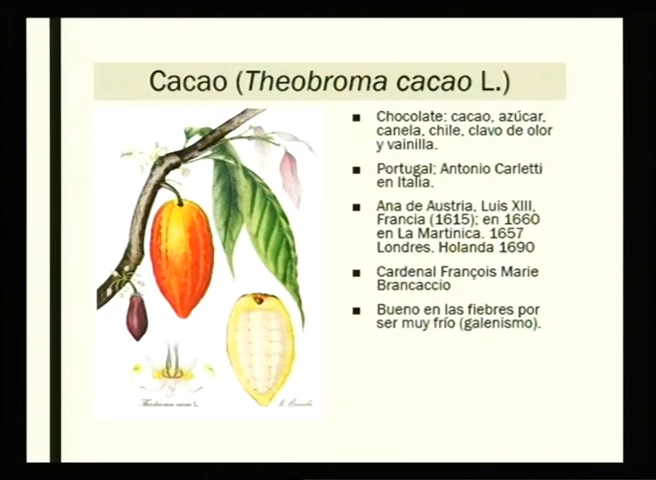 Cacao (Theobroma cacao L.)
Chocolate: cacao, azúcar,
canela, chile, clavo de olor
y vainilla.
Portugal; Antonio Carletti
en Italia.
Ana de Austria, Luis XIII,
Francia (1615); en 1660
en La Martinica. 1657
Londres. Holanda 1690
Cardenal François Marie
Brancaccio
Bueno en las fiebres por
ser muy frío (galenismo).
Theobroma cacao L.